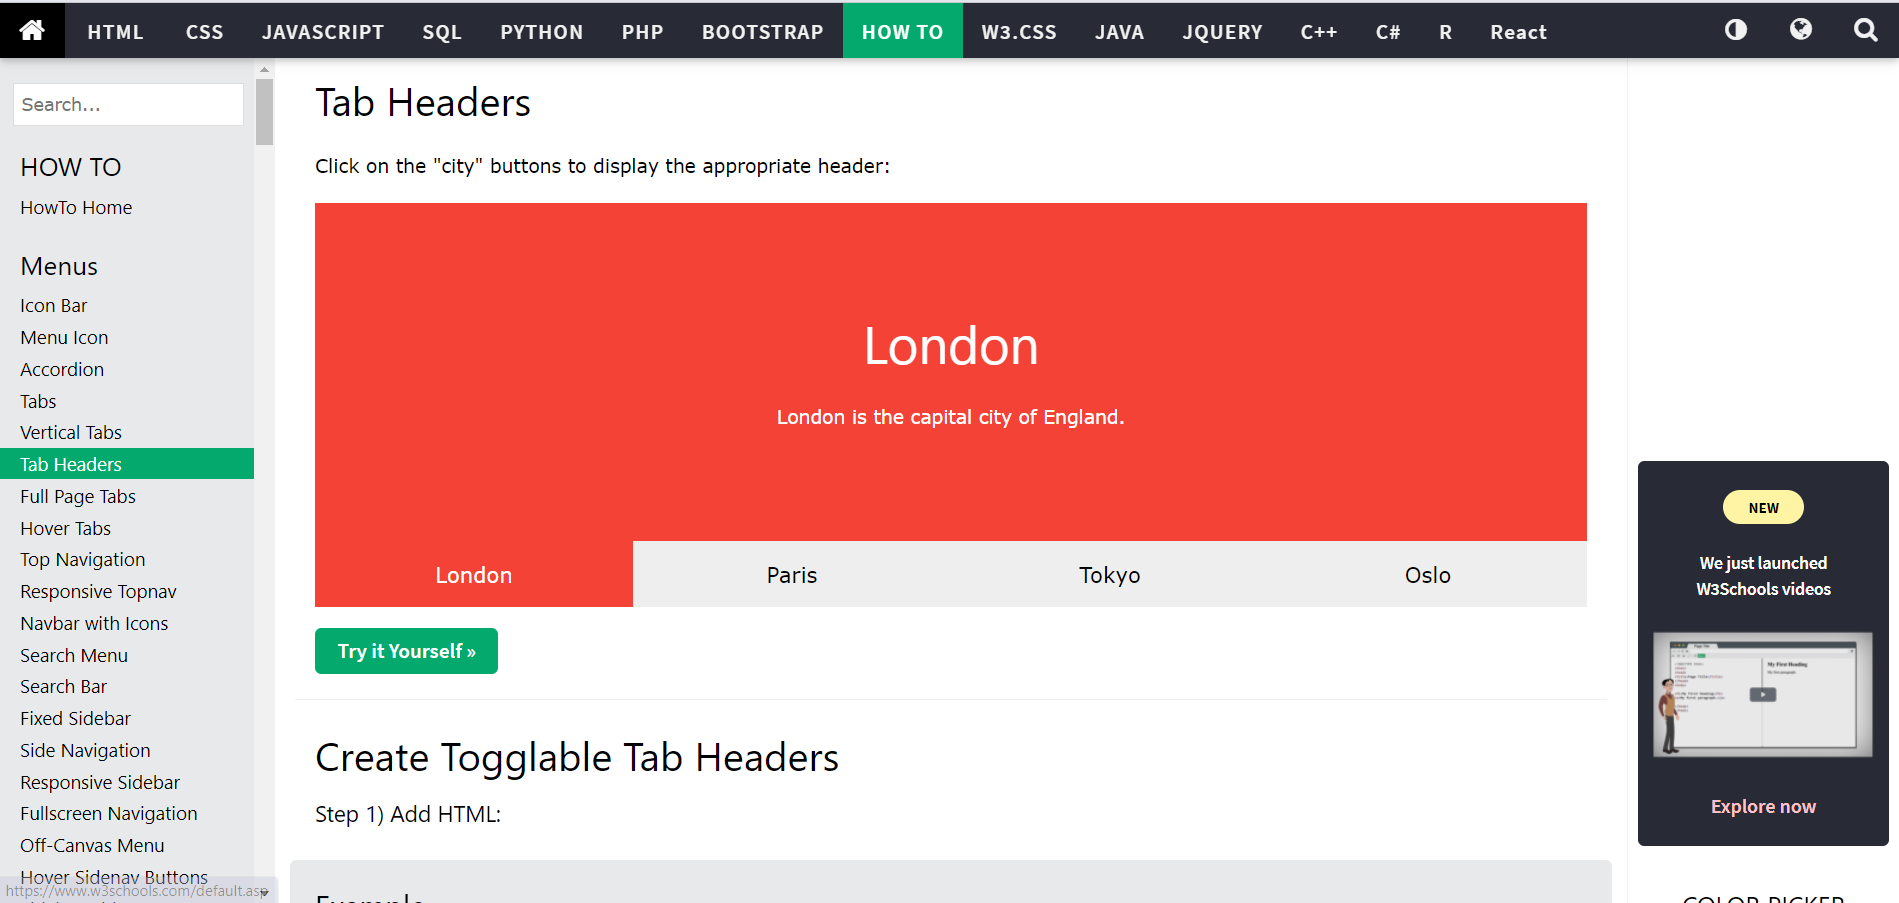 HTML CSS JAVASCRIPT SQL PYTHON PHP BOOTSTRAP HOW TO W3.CSS JAVA JQUERY C++ C# R React
Search...
HOW TO
HowTo Home
Menus
Icon Bar
Menu Icon
Accordion
Tabs
Vertical Tabs
Tab Headers
Full Page Tabs
Hover Tabs
Top Navigation
Responsive Topnav
Navbar with Icons
Search Menu
Search Bar
Fixed Sidebar
Side Navigation
Responsive Sidebar
Fullscreen Navigation
Off-Canvas Menu
Hover Sidenav Buttons
https://www.w3schools.com/default.asp
Tab Headers
Click on the "city" buttons to display the appropriate header:
London
London is the capital city of England.
London Paris Tokyo Oslo
Try it Yourself »
Create Togglable Tab Headers
Step 1) Add HTML:
Example
NEW
We just launched
W3Schools videos
My First Heading
Explore now
COLOR PICKER